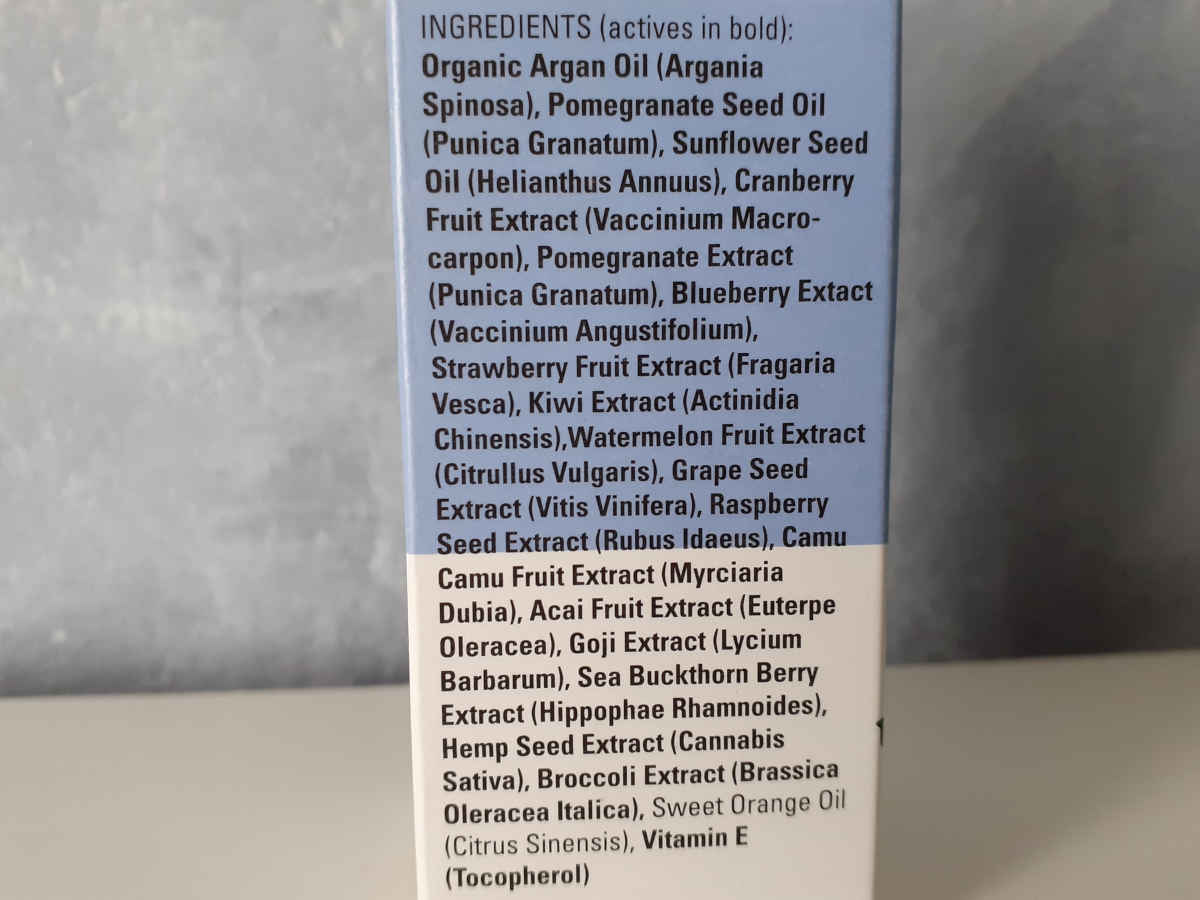 INGREDIENTS (actives in bold):
Organic Argan Oil (Argania
Spinosa), Pomegranate Seed Oil
(Punica Granatum), Sunflower Seed
Oil (Helianthus Annuus), Cranberry
Fruit Extract (Vaccinium Macro-
carpon), Pomegranate Extract
(Punica Granatum), Blueberry Extact
(Vaccinium Angustifolium),
Strawberry Fruit Extract (Fragaria
Vesca), Kiwi Extract (Actinidia
Chinensis),Watermelon Fruit Extract
(Citrullus Vulgaris), Grape Seed
Extract (Vitis Vinifera), Raspberry
Seed Extract (Rubus Idaeus), Camu
Camu Fruit Extract (Myrciaria
Dubia), Acai Fruit Extract (Euterpe
Oleracea), Goji Extract (Lycium
Barbarum), Sea Buckthorn Berry
Extract (Hippophae Rhamnoides),
Hemp Seed Extract (Cannabis
Sativa), Broccoli Extract (Brassica
Oleracea Italica), Sweet Orange Oil
(Citrus Sinensis), Vitamin E
(Tocopherol)